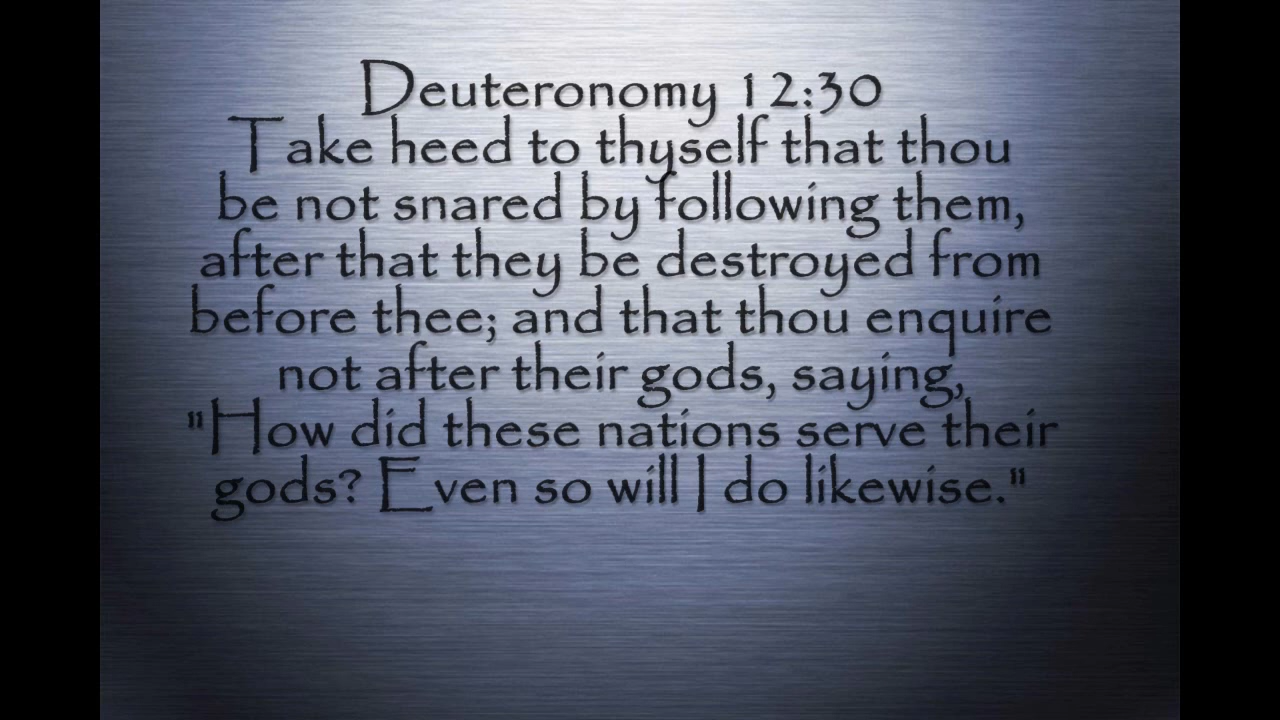 Deuteronomy 12:30
Take heed to thyself that thou
be not snared by following them,
after that they be destroyed from
before thee; and that thou enquire
not after their gods, saying,
"How did these nations serve their
gods? Even so will I do likewise."